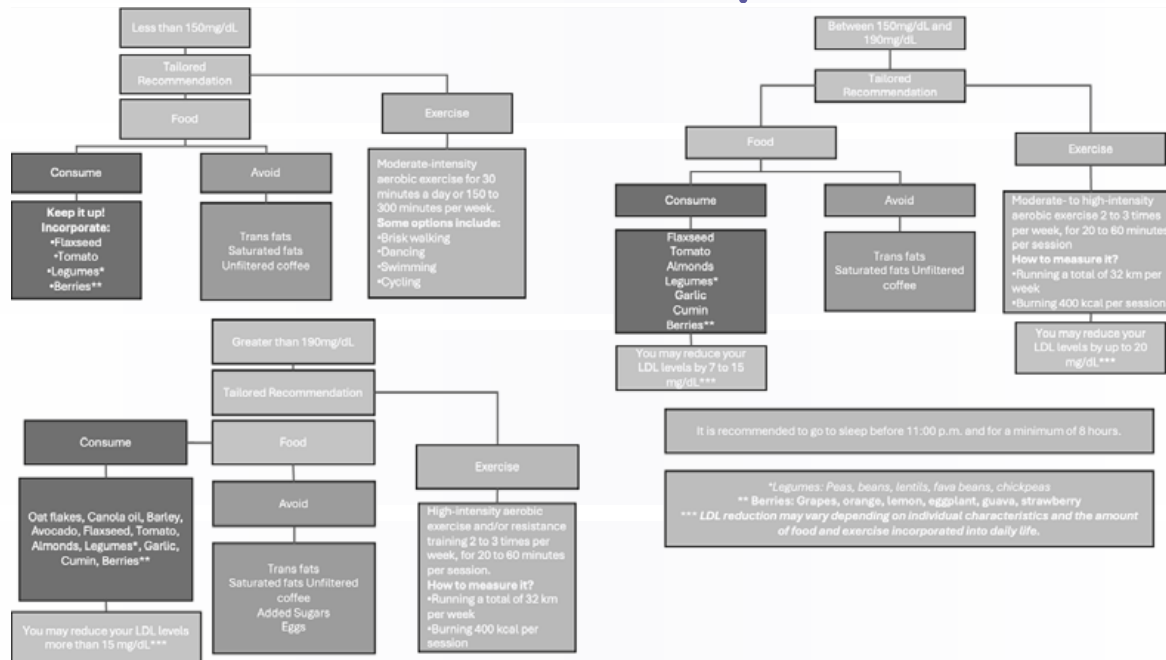 Less than 150mg/dL
Tailored
Recommendation
Food
Exercise
Consume
Avoid
Keep it up!
Incorporate:
•Flaxseed
•Tomato
•Legumes*
•Berries**
Trans fats
Saturated fats
Unfiltered coffee
Moderate-intensity
aerobic exercise for 30
minutes a day or 150 to
300 minutes per week.
Some options include:
•Brisk walking
•Dancing
•Swimming
•Cycling
Between 150mg/dL and
190mg/dL
Tailored
Recommendation
Food
Exercise
Consume
Avoid
Flaxseed
Tomato
Almonds
Legumes*
Garlic
Cumin
Berries**
You may reduce your
LDL levels by 7 to 15
mg/dL***
Trans fats
Saturated fats Unfiltered
coffee
Moderate- to high-intensity
aerobic exercise 2 to 3 times
per week, for 20 to 60 minutes
per session
How to measure it?
•Running a total of 32 km per
week
•Burning 400 kcal per session
You may reduce your
LDL levels by up to 20
mg/dL***
Greater than 190mg/dL
Tailored Recommendation
Consume
Food
Exercise
Avoid
Oat flakes, Canola oil, Barley,
Avocado, Flaxseed, Tomato,
Almonds, Legumes*, Garlic,
Cumin, Berries**
You may reduce your LDL levels
more than 15 mg/dL***
Trans fats
Saturated fats Unfiltered
coffee
Added Sugars
Eggs
High-intensity aerobic
exercise and/or resistance
training 2 to 3 times per
week, for 20 to 60 minutes
per session.
How to measure it?
•Running a total of 32 km
per week
•Burning 400 kcal per
session
It is recommended to go to sleep before 11:00 p.m. and for a minimum of 8 hours.
*Legumes: Peas, beans, lentils, fava beans, chickpeas
** Berries: Grapes, orange, lemon, eggplant, guava, strawberry
*** LDL reduction may vary depending on individual characteristics and the amount
of food and exercise incorporated into daily life.